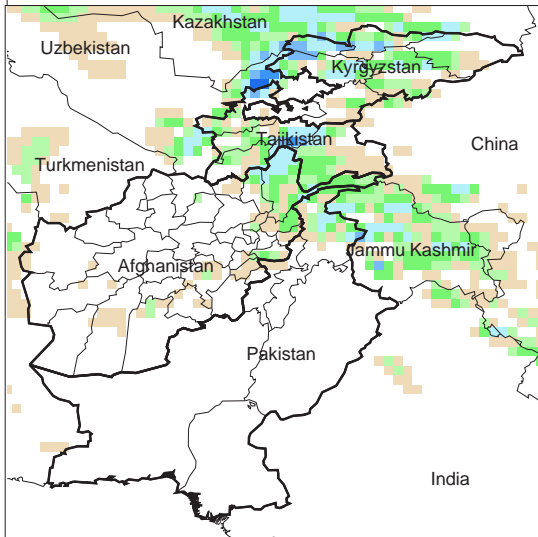 Kazakhstan
Uzbekistan
Kyrgyzstan
Tajikistan
China
Turkmenistan
Jammu Kashmir
Afghanistan
Pakistan
India